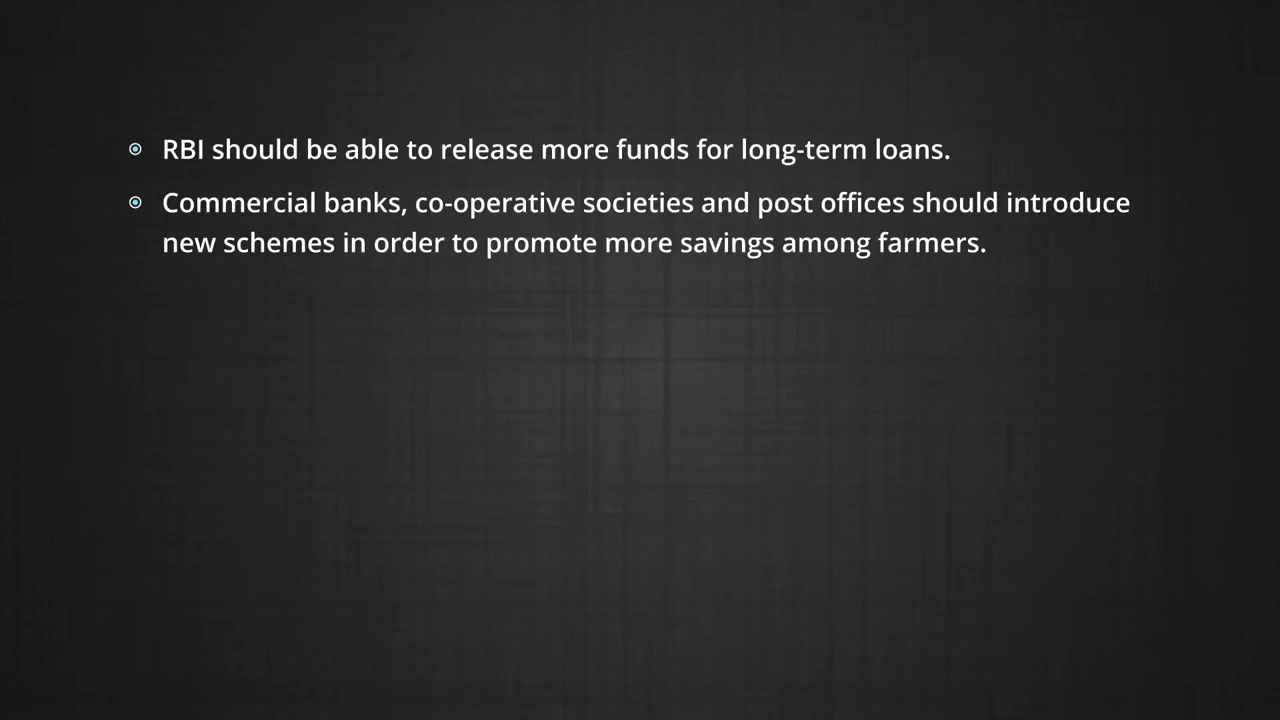 RBI should be able to release more funds for long-term loans.
Commercial banks, co-operative societies and post offices should introduce
new schemes in order to promote more savings among farmers.